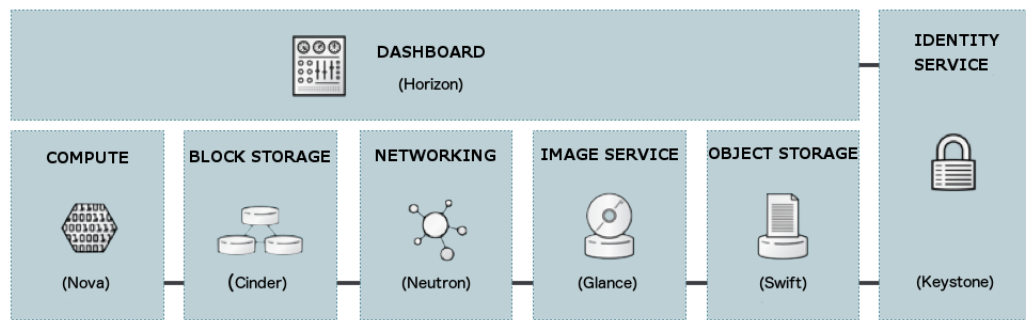 DASHBOARD
(Horizon)
IDENTITY
SERVICE
(Keystone)
COMPUTE
(Nova)
BLOCK STORAGE
(Cinder)
NETWORKING
(Neutron)
IMAGE SERVICE
(Glance)
OBJECT STORAGE
(Swift)